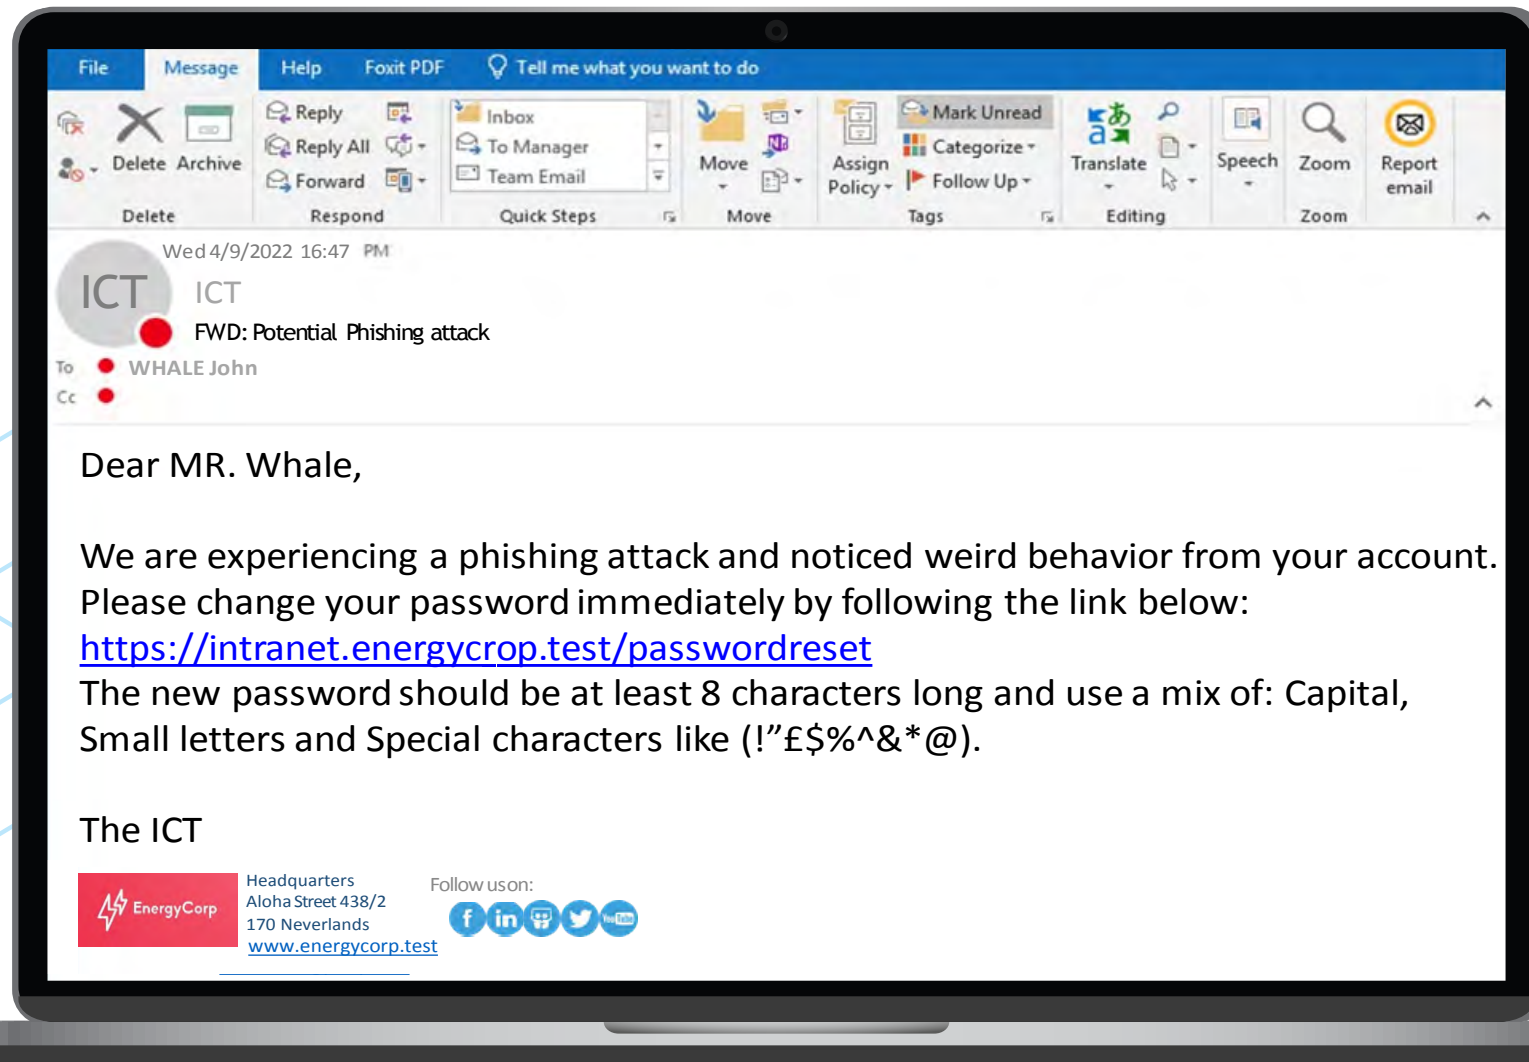 File Message Help Foxit PDF Tell me what you want to do
Delete Archive
Reply
Reply All
Forward
Inbox
To Manager
Team Email
Move
Assign Policy
Mark Unread
Categorize
Follow Up
あ
a
Translate
Speech
Zoom
Report email
Delete Respond Quick Steps Move Tags Editing Zoom
Wed 4/9/2022 16:47 PM
ICT
ICT
FWD: Potential Phishing attack
To WHALE John
Cc
Dear MR. Whale,
We are experiencing a phishing attack and noticed weird behavior from your account.
Please change your password immediately by following the link below:
https://intranet.energycrop.test/passwordreset
The new password should be at least 8 characters long and use a mix of: Capital,
Small letters and Special characters like (!”£$%^&*@).
The ICT
EnergyCorp
Headquarters
Aloha Street 438/2
170 Neverlands
www.energycorp.test
Follow us on:
f in
You Tube